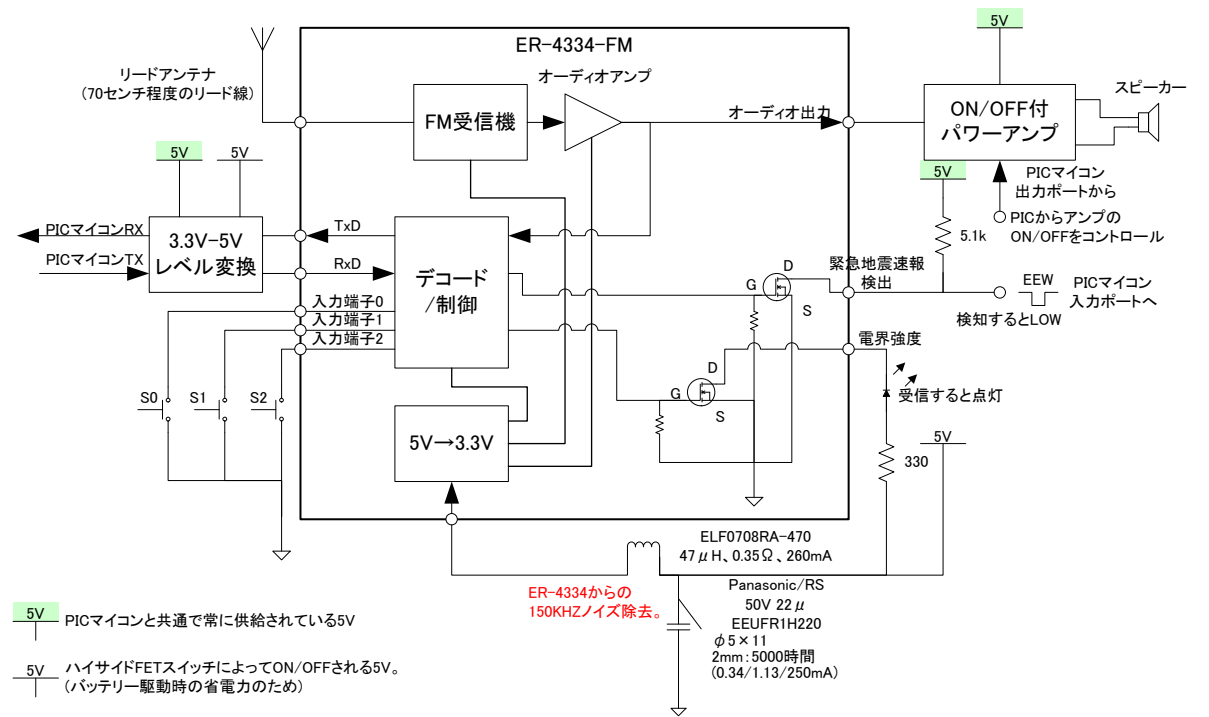 ER-4334-FM
5V
リードアンテナ
(70センチ程度のリード線)
オーディオアンプ
FM受信機
オーディオ出力
ON/OFF付
パワーアンプ
スピーカー
5V
5V
5V
PICマイコン
出力ポートから
PICからアンプの
ON/OFFをコントロール
5.1k
PICマイコンRX
PICマイコンTX
3.3V-5V
レベル変換
TxD
RxD
入力端子0
入力端子1
入力端子2
デコード
/制御
G
D
S
緊急地震速報
検出
EEW
PICマイコン
入力ポートへ
検知するとLOW
電界強度
G
D
S
受信すると点灯
S0
S1
S2
5V→3.3V
5V
330
ELF0708RA-470
47μH、0.35Ω、260mA
ER-4334からの
150KHZノイズ除去。
Panasonic/RS
50V 22μ
EEUFR1H220
φ5×11
2mm:5000時間
(0.34/1.13/250mA)
5V
PICマイコンと共通で常に供給されている5V
5V
ハイサイドFETスイッチによってON/OFFされる5V。
(バッテリー駆動時の省電力のため)